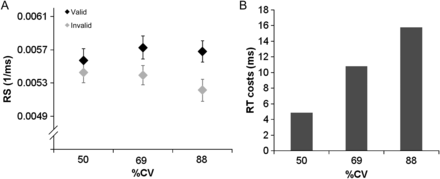 A
Valid
Invalid
RS (1/ms)
0.0061
0.0057
0.0053
0.0049
50
69
88
%CV
B
RT costs (ms)
18
16
14
12
10
8
6
4
2
0
50
69
88
%CV